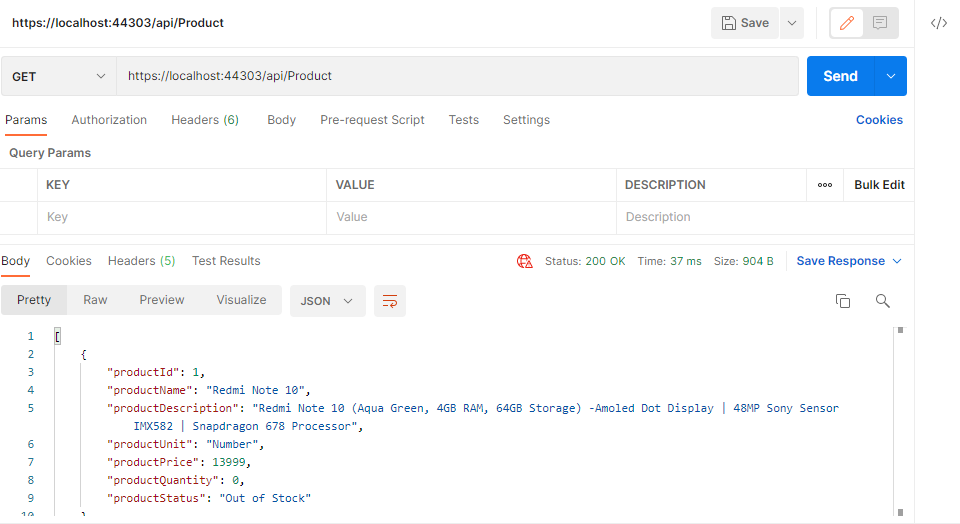 https://localhost:44303/api/Product Save </>
GET https://localhost:44303/api/Product Send
Params Authorization Headers (6) Body Pre-request Script Tests Settings Cookies
Query Params
KEY VALUE DESCRIPTION ooo Bulk Edit
Key Value Description
Body Cookies Headers (5) Test Results Status: 200 OK Time: 37 ms Size: 904 B Save Response
Pretty Raw Preview Visualize JSON
1 [
2 {
3 "productId": 1,
4 "productName": "Redmi Note 10",
5 "productDescription": "Redmi Note 10 (Aqua Green, 4GB RAM, 64GB Storage) -Amoled Dot Display | 48MP Sony Sensor
IMX582 | Snapdragon 678 Processor",
6 "productUnit": "Number",
7 "productPrice": 13999,
8 "productQuantity": 0,
9 "productStatus": "Out of Stock"
10 }